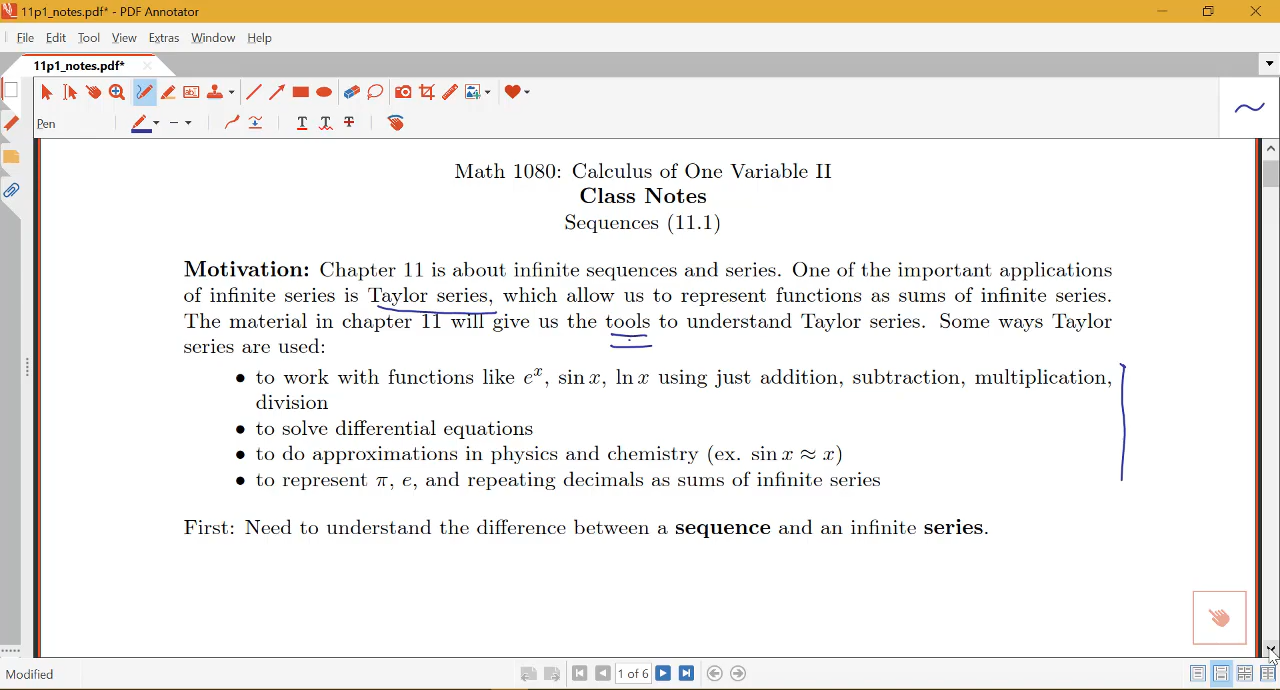 11p1_notes.pdf* - PDF Annotator
File Edit Tool View Extras Window Help
11p1_notes.pdf*
Pen
Math 1080: Calculus of One Variable II
Class Notes
Sequences (11.1)
Motivation: Chapter 11 is about infinite sequences and series. One of the important applications
of infinite series is Taylor series, which allow us to represent functions as sums of infinite series.
The material in chapter 11 will give us the tools to understand Taylor series. Some ways Taylor
series are used:
• to work with functions like eˣ, sin x, ln x using just addition, subtraction, multiplication,
division
• to solve differential equations
• to do approximations in physics and chemistry (ex. sin x ≈ x)
• to represent π, e, and repeating decimals as sums of infinite series
First: Need to understand the difference between a sequence and an infinite series.
Modified
1 of 6